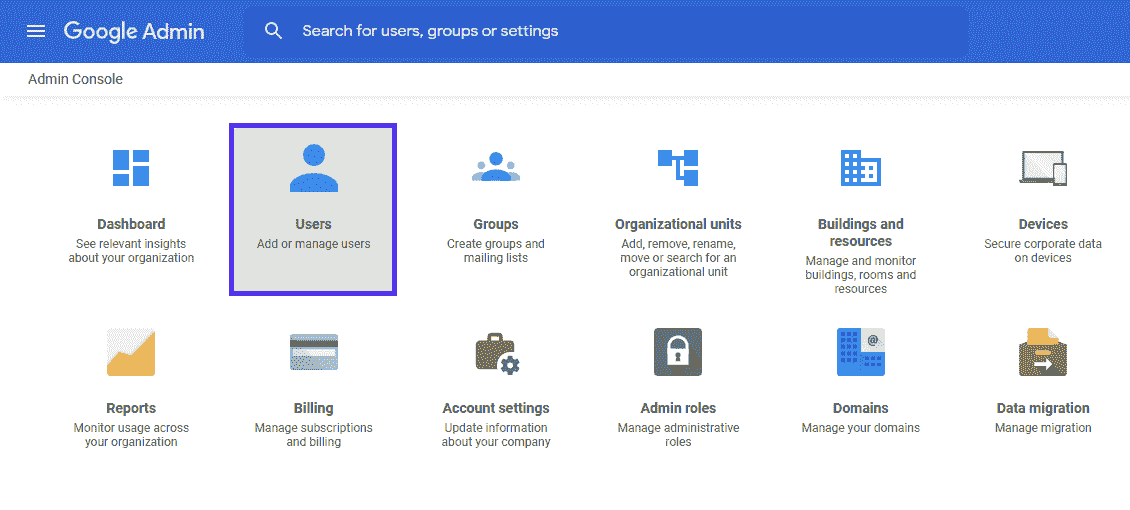 Google Admin
Search for users, groups or settings
Admin Console
Dashboard
See relevant insights
about your organization
Users
Add or manage users
Groups
Create groups and
mailing lists
Organizational units
Add, remove, rename,
move or search for an
organizational unit
Buildings and
resources
Manage and monitor
buildings, rooms and
resources
Devices
Secure corporate data
on devices
Reports
Monitor usage across
your organization
Billing
Manage subscriptions
and billing
Account settings
Update information
about your company
Admin roles
Manage administrative
roles
@
Domains
Manage your domains
Data migration
Manage migration